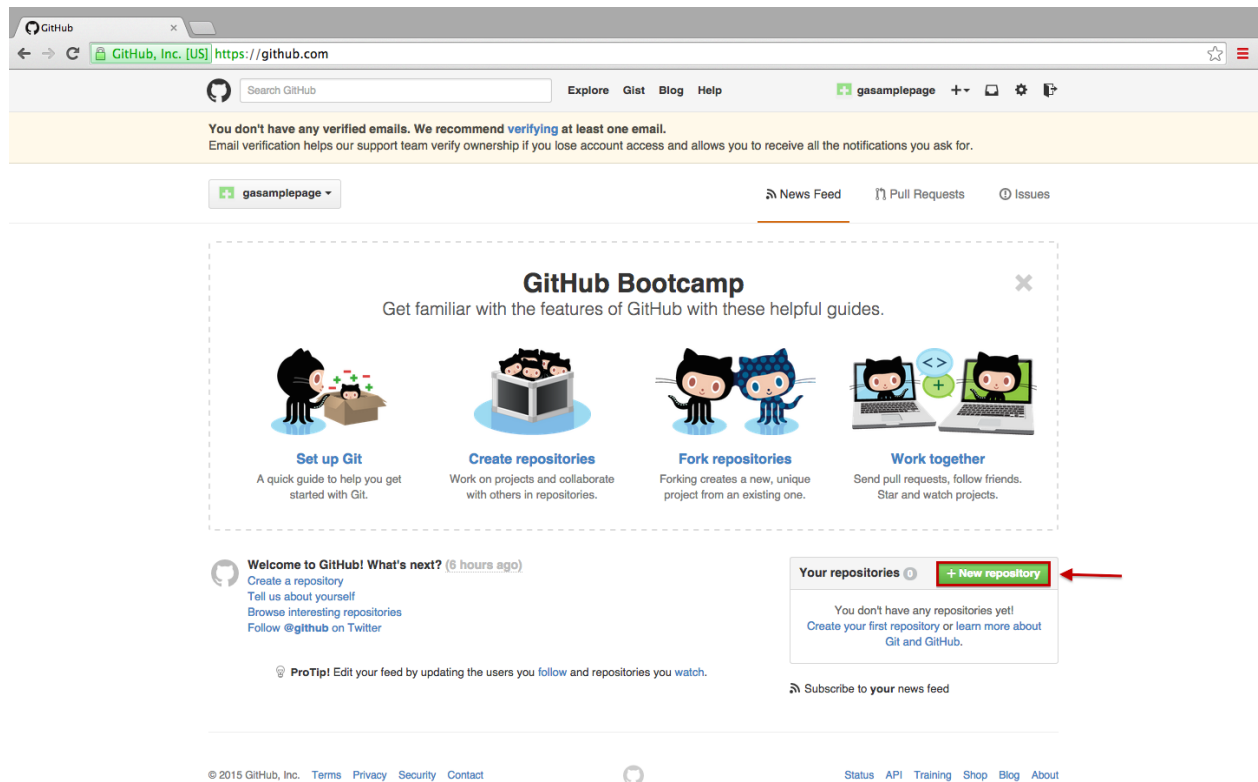 GitHub
GitHub, Inc. [US] https://github.com
Search GitHub
Explore Gist Blog Help
gasamplepage
You don't have any verified emails. We recommend verifying at least one email.
Email verification helps our support team verify ownership if you lose account access and allows you to receive all the notifications you ask for.
gasamplepage
News Feed
Pull Requests
Issues
GitHub Bootcamp
Get familiar with the features of GitHub with these helpful guides.
Set up Git
A quick guide to help you get
started with Git.
Create repositories
Work on projects and collaborate
with others in repositories.
Fork repositories
Forking creates a new, unique
project from an existing one.
Work together
Send pull requests, follow friends.
Star and watch projects.
Welcome to GitHub! What's next? (6 hours ago)
Create a repository
Tell us about yourself
Browse interesting repositories
Follow @github on Twitter
ProTip! Edit your feed by updating the users you follow and repositories you watch.
Your repositories 0
+ New repository
You don't have any repositories yet!
Create your first repository or learn more about
Git and GitHub.
Subscribe to your news feed
© 2015 GitHub, Inc. Terms Privacy Security Contact
Status API Training Shop Blog About